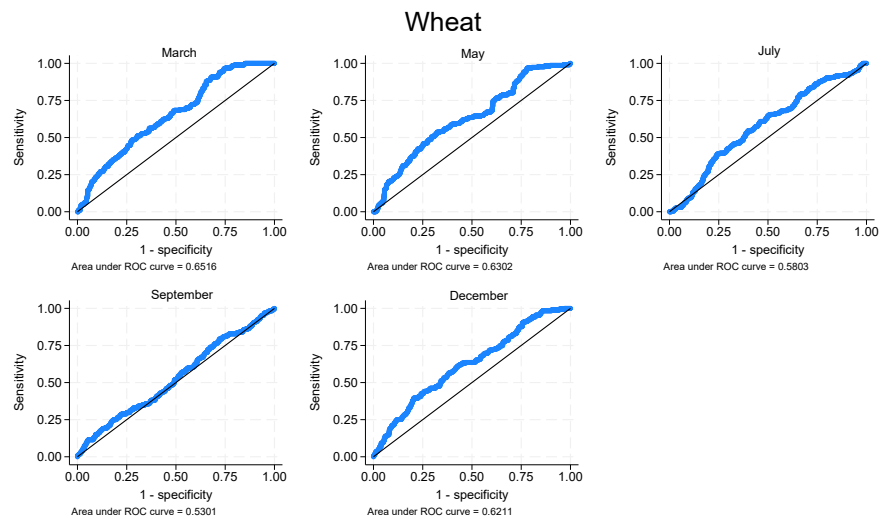 Wheat
March
1.00
0.75
0.50
0.25
0.00
Sensitivity
0.00 0.25 0.50 0.75 1.00
1 - specificity
Area under ROC curve = 0.6516
May
1.00
0.75
0.50
0.25
0.00
Sensitivity
0.00 0.25 0.50 0.75 1.00
1 - specificity
Area under ROC curve = 0.6302
July
1.00
0.75
0.50
0.25
0.00
Sensitivity
0.00 0.25 0.50 0.75 1.00
1 - specificity
Area under ROC curve = 0.5803
September
1.00
0.75
0.50
0.25
0.00
Sensitivity
0.00 0.25 0.50 0.75 1.00
1 - specificity
Area under ROC curve = 0.5301
December
1.00
0.75
0.50
0.25
0.00
Sensitivity
0.00 0.25 0.50 0.75 1.00
1 - specificity
Area under ROC curve = 0.6211